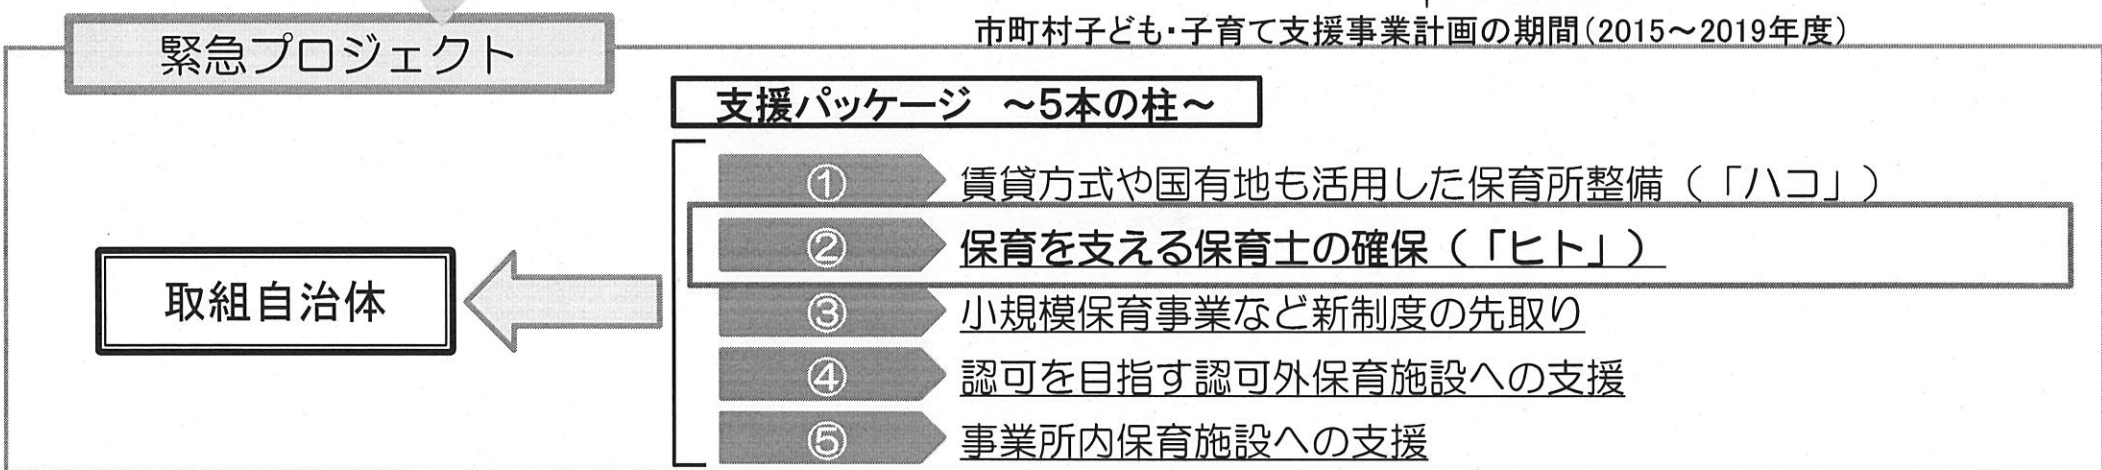 市町村子ども・子育て支援事業計画の期間(2015～2019年度)
緊急プロジェクト
支援パッケージ ～5本の柱～
① 賃貸方式や国有地も活用した保育所整備(「ハコ」)
② 保育を支える保育士の確保(「ヒト」)
取組自治体
③ 小規模保育事業など新制度の先取り
④ 認可を目指す認可外保育施設への支援
⑤ 事業所内保育施設への支援